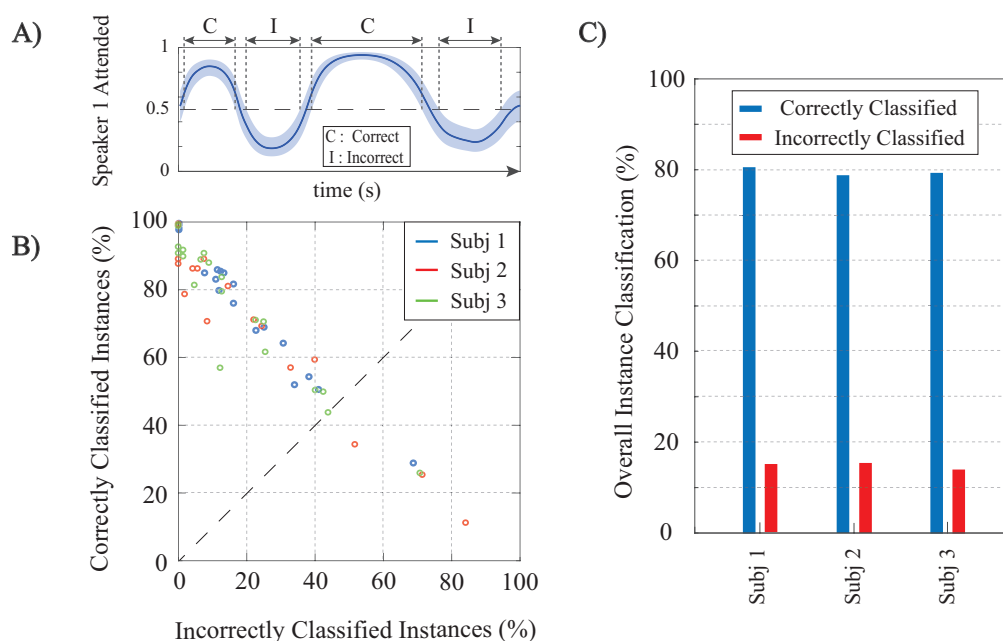 A)
C I C I
Speaker 1 Attended
1
0.5
0
C : Correct
I : Incorrect
time (s)
B)
Correctly Classified Instances (%)
100
80
60
40
20
0
Subj 1
Subj 2
Subj 3
0 20 40 60 80 100
Incorrectly Classified Instances (%)
C)
Overall Instance Classification (%)
100
80
60
40
20
0
Correctly Classified
Incorrectly Classified
Subj 1
Subj 2
Subj 3